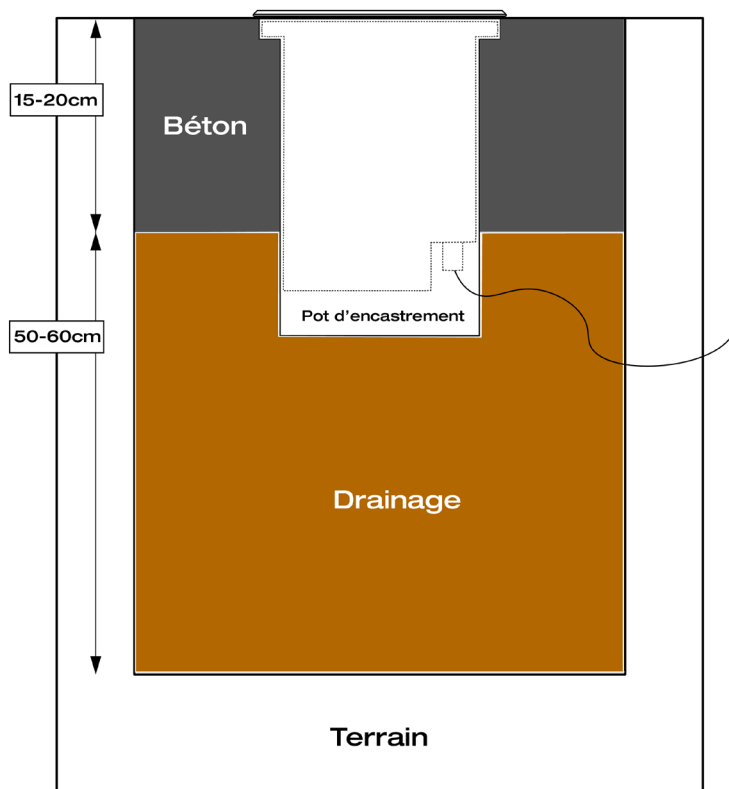 15-20cm
Béton
Pot d'encastrement
50-60cm
Drainage
Terrain